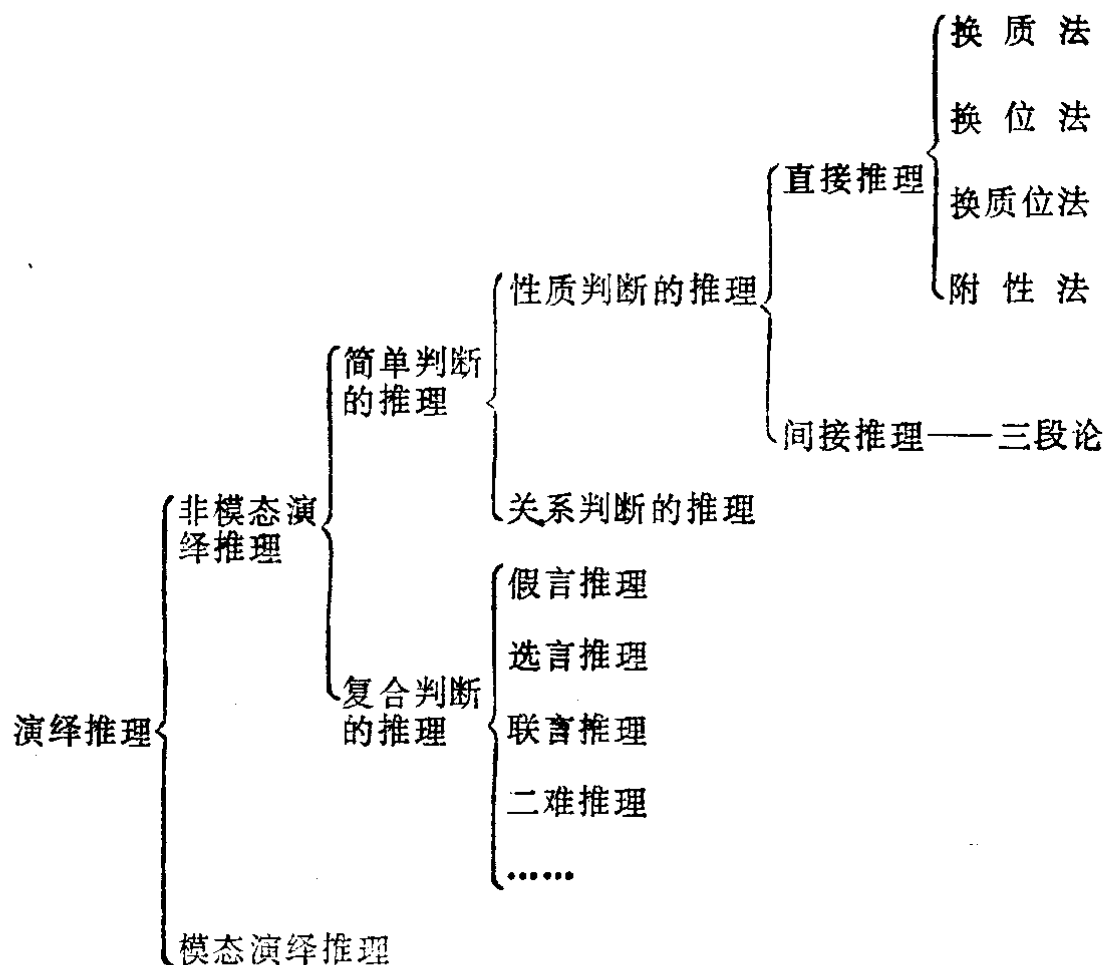 换质法
换位法
直接推理
换质位法
附性法
性质判断的推理
简单判断
的推理
间接推理——三段论
非模态演
绎推理
关系判断的推理
假言推理
选言推理
复合判断
的推理
演绎推理
联言推理
二难推理
……
模态演绎推理